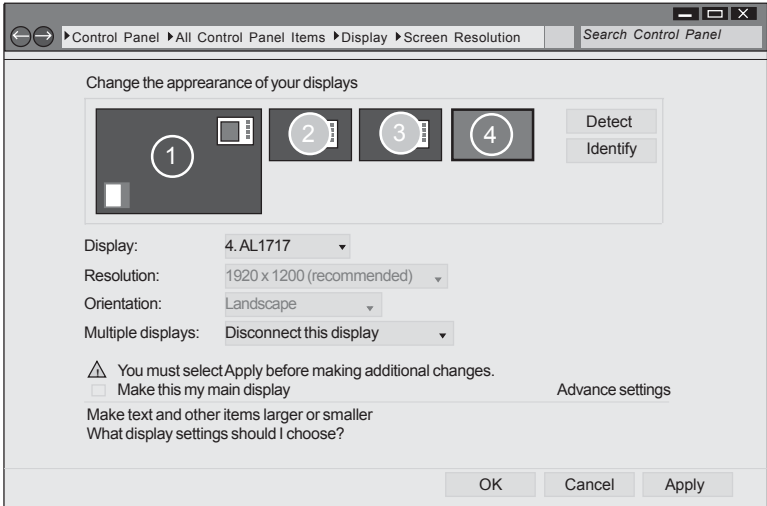 Control Panel All Control Panel Items Display Screen Resolution Search Control Panel
Change the apprearance of your displays
1 2 3 4
Detect
Identify
Display: 4. AL1717
Resolution: 1920 x 1200 (recommended)
Orientation: Landscape
Multiple displays: Disconnect this display
You must select Apply before making additional changes.
Make this my main display Advance settings
Make text and other items larger or smaller
What display settings should I choose?
OK Cancel Apply